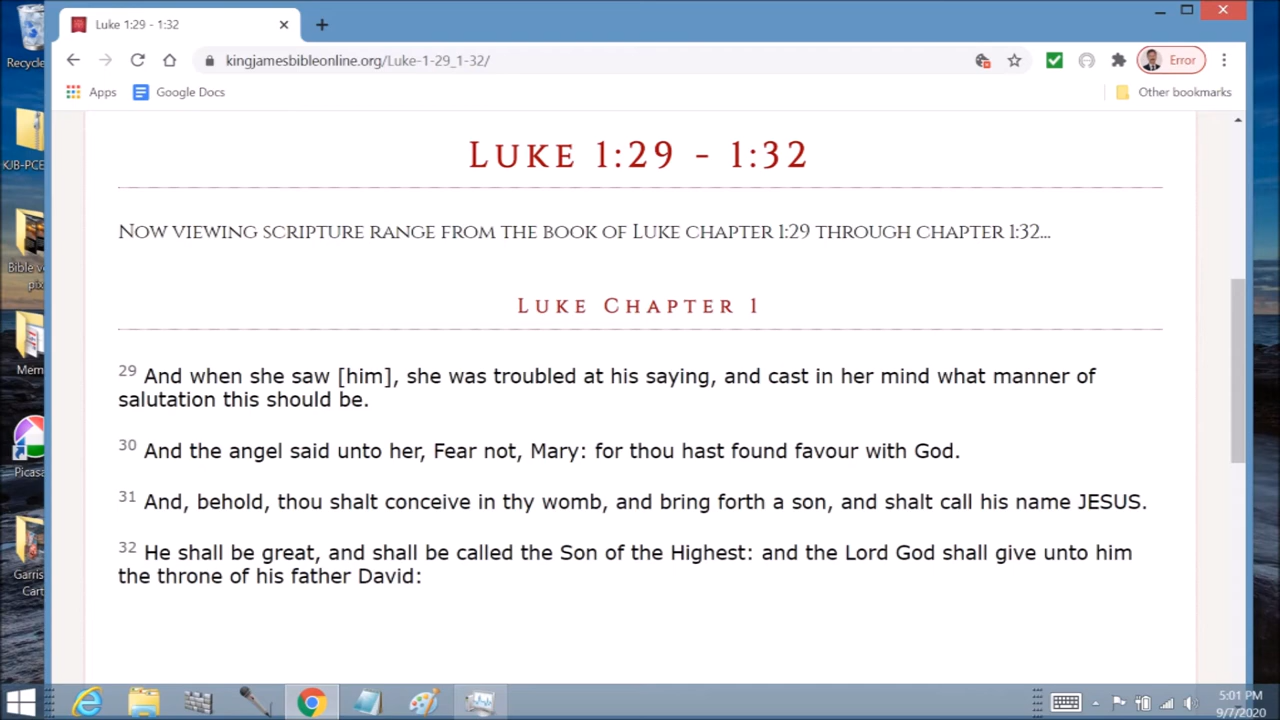 Luke 1:29 - 1:32
kingjamesbibleonline.org/Luke-1-29_1-32/
Error
Apps
Google Docs
Other bookmarks
Recycle
KJB-PCE
Bible ve
pix
Mem
Picasa
Garris
Cart
Luke 1:29 - 1:32
Now viewing scripture range from the book of Luke chapter 1:29 through chapter 1:32...
Luke Chapter 1
29 And when she saw [him], she was troubled at his saying, and cast in her mind what manner of
salutation this should be.
30 And the angel said unto her, Fear not, Mary: for thou hast found favour with God.
31 And, behold, thou shalt conceive in thy womb, and bring forth a son, and shalt call his name JESUS.
32 He shall be great, and shall be called the Son of the Highest: and the Lord God shall give unto him
the throne of his father David:
5:01 PM
9/7/2020